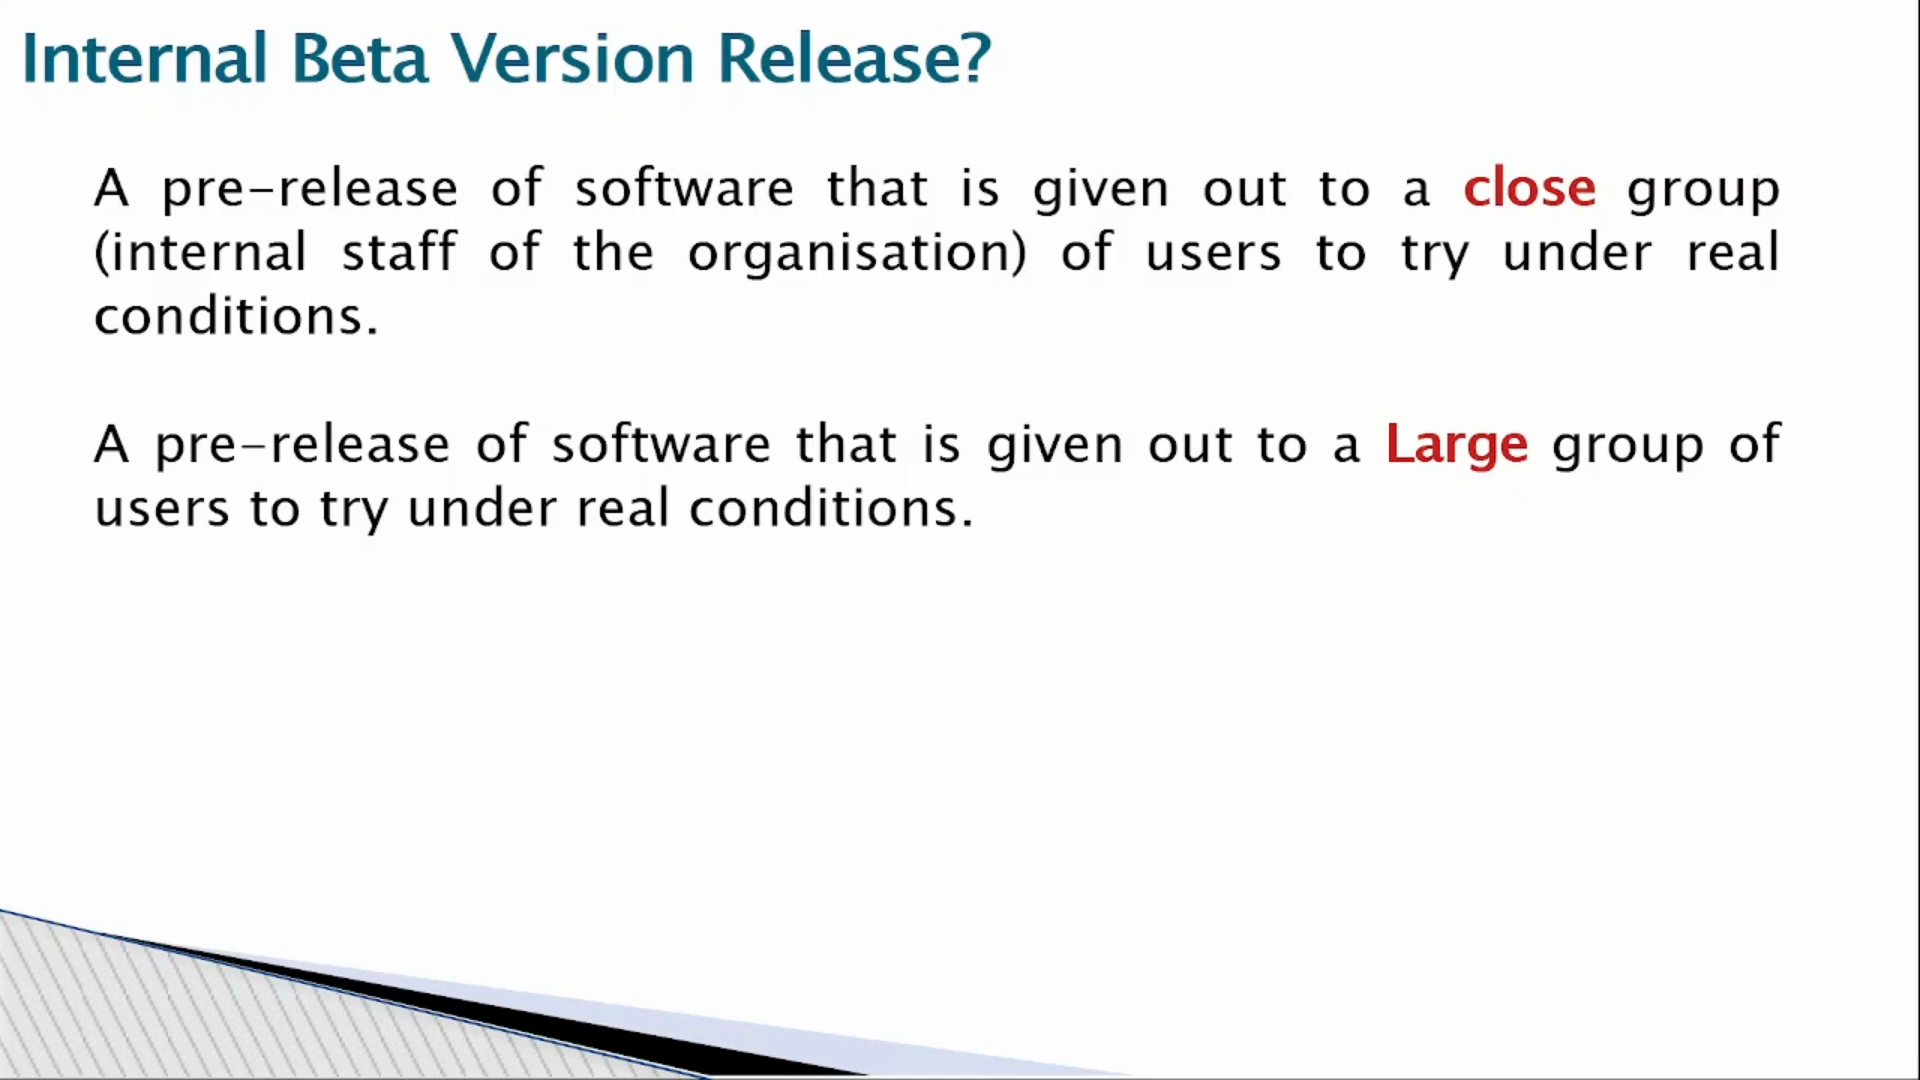 Internal Beta Version Release?
A pre-release of software that is given out to a close group
(internal staff of the organisation) of users to try under real
conditions.
A pre-release of software that is given out to a Large group of
users to try under real conditions.